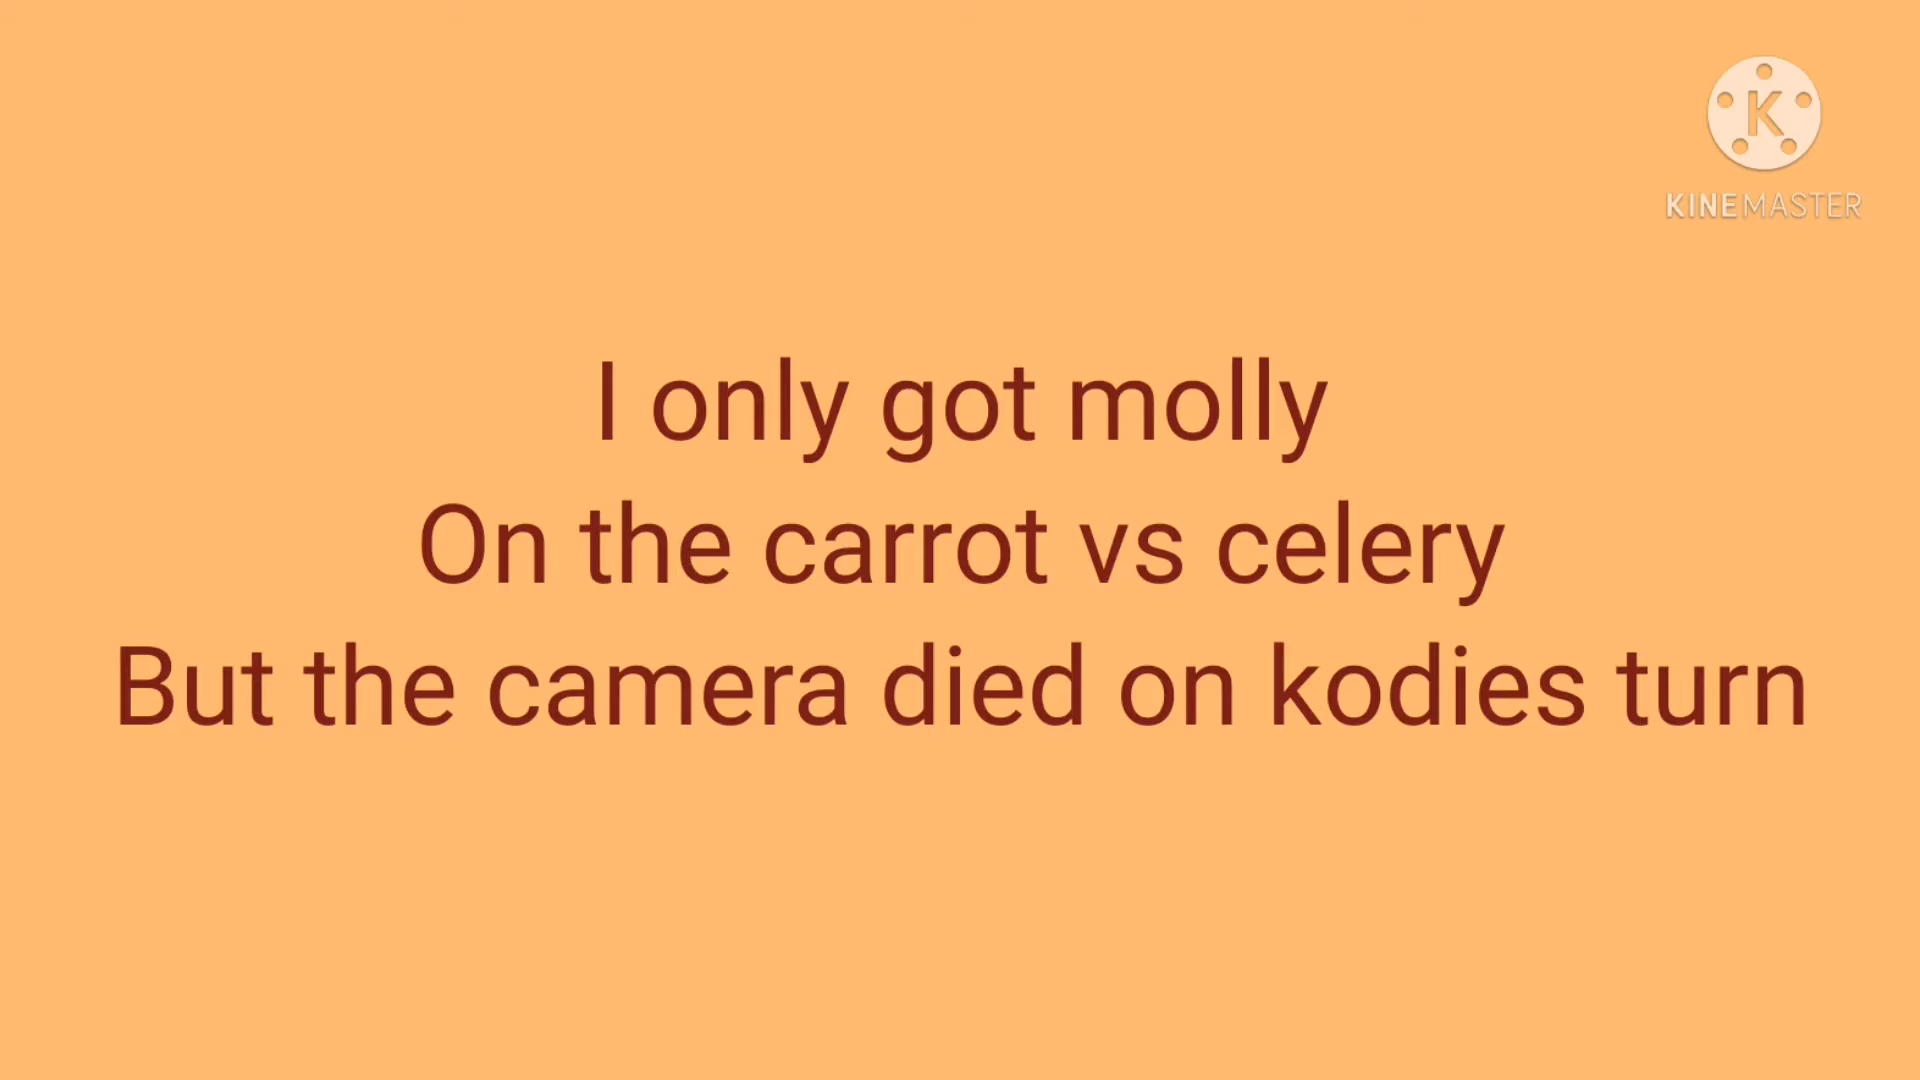 K
KINEMASTER
I only got molly
On the carrot vs celery
But the camera died on kodies turn